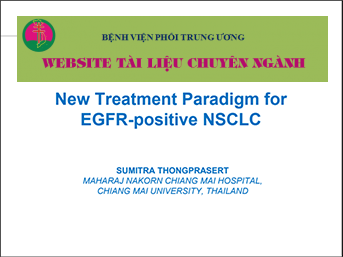 BỆNH VIỆN PHỔI TRUNG ƯƠNG
WEBSITE TÀI LIỆU CHUYÊN NGÀNH
New Treatment Paradigm for
EGFR-positive NSCLC
SUMITRA THONGPRASERT
MAHARAJ NAKORN CHIANG MAI HOSPITAL,
CHIANG MAI UNIVERSITY, THAILAND